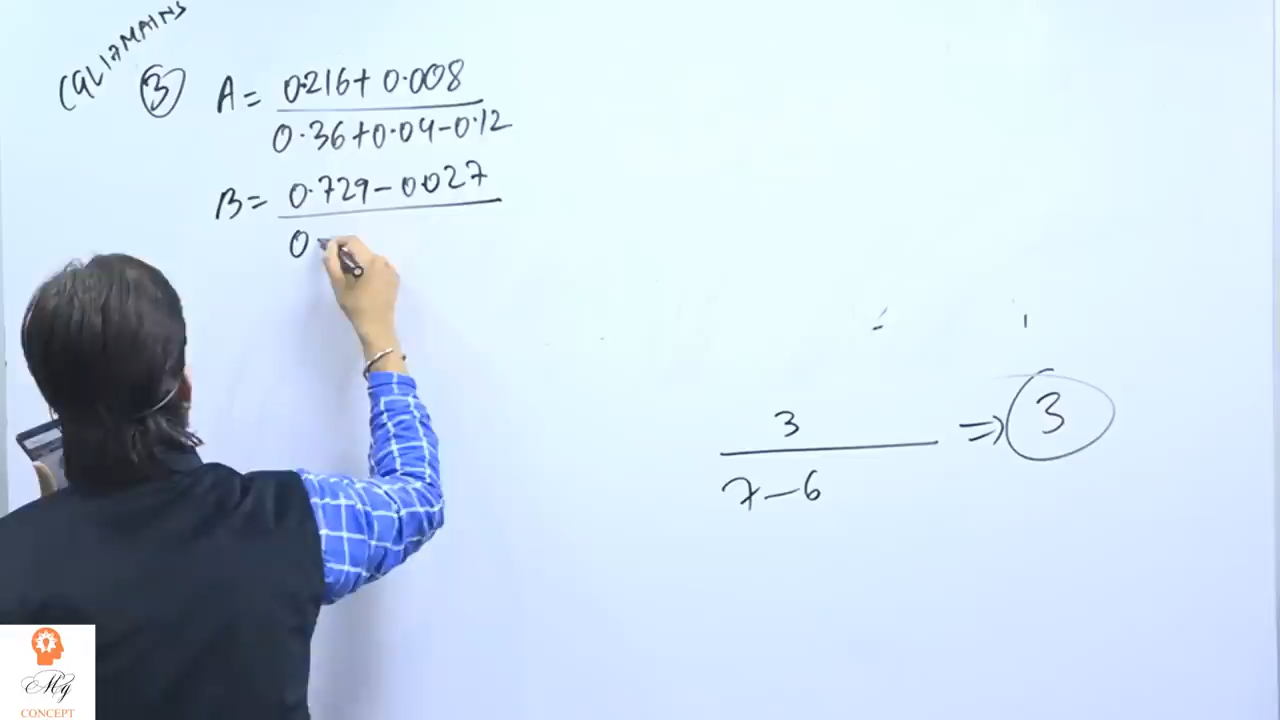 CGL 17 MAINS
3 A = 0.216 + 0.008
0.36 + 0.04 - 0.12
B = 0.729 - 0.027
0.
3
7 - 6
=> 3
Mg
CONCEPT